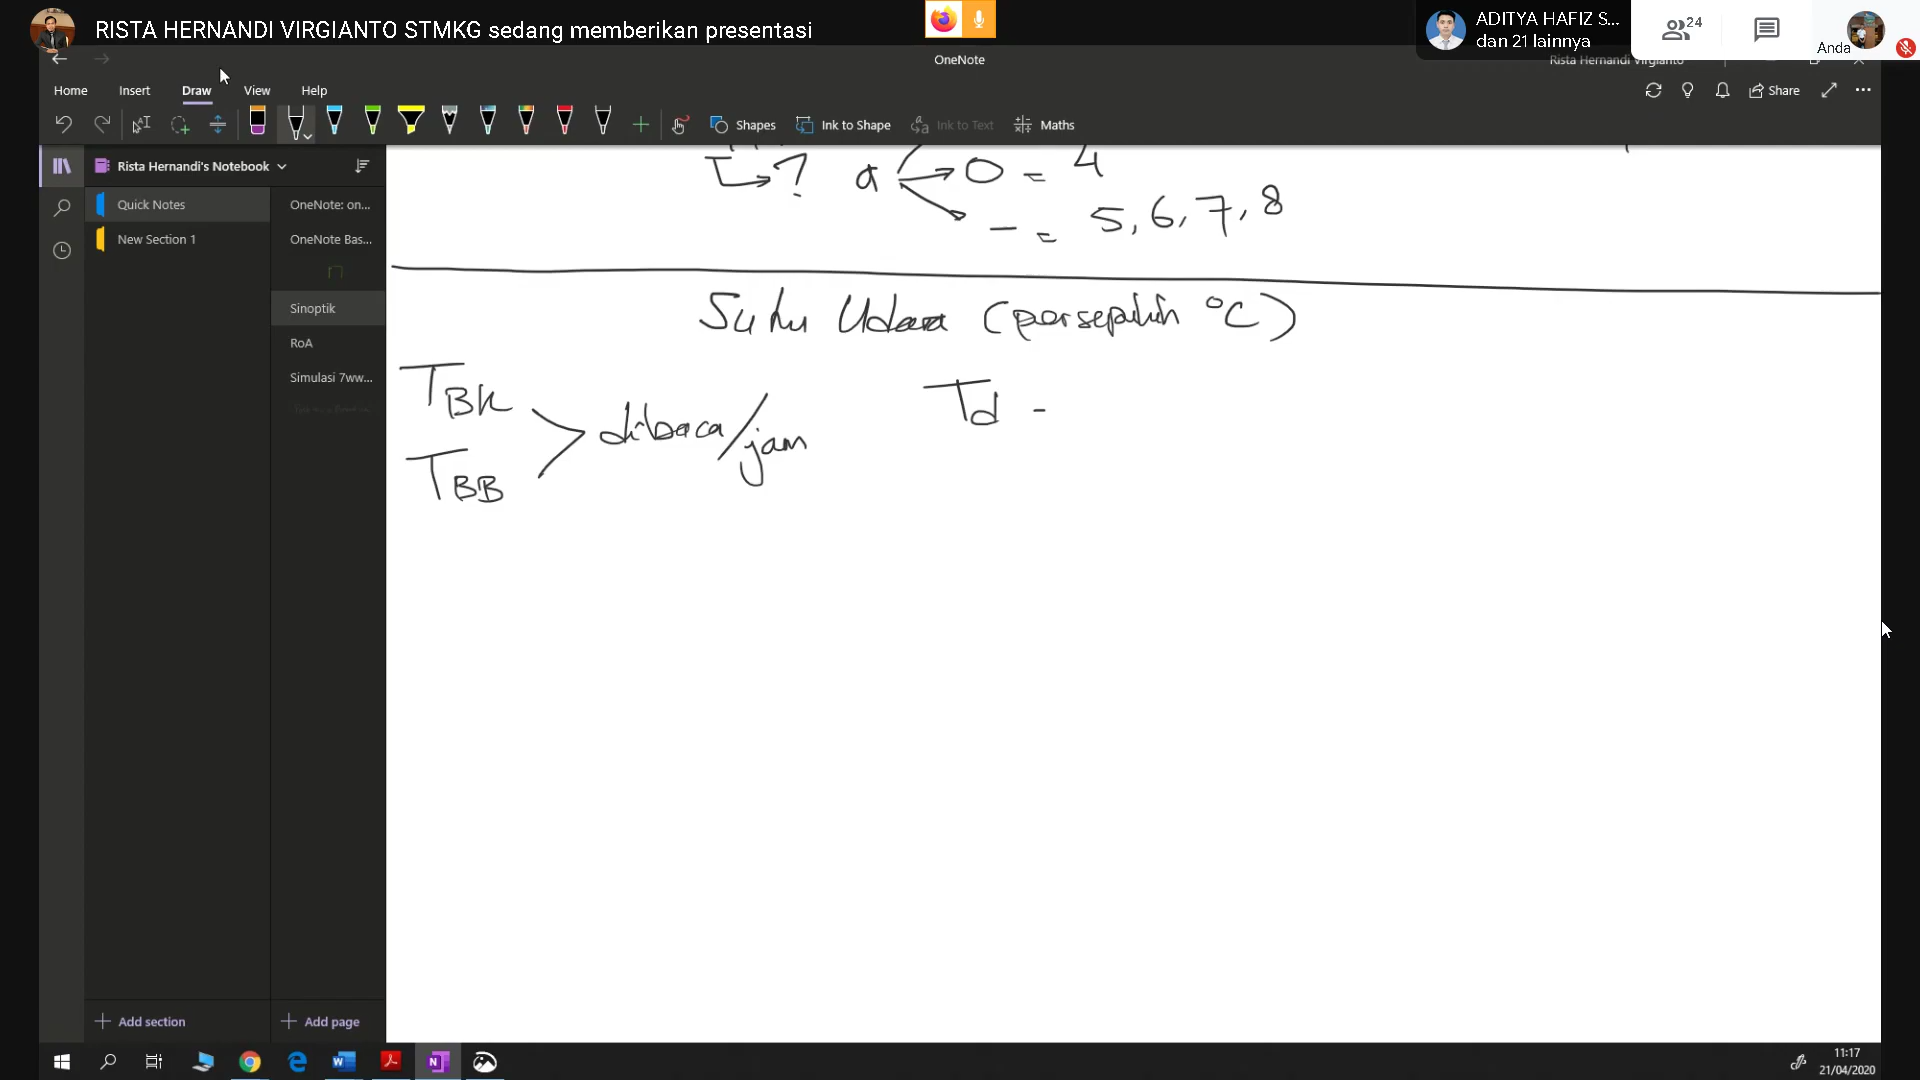 RISTA HERNANDI VIRGIANTO STMKG sedang memberikan presentasi
ADITYA HAFIZ S...
dan 21 lainnya
24
Anda
OneNote
Rista Hernandi Virgianto
Home Insert Draw View Help
Share
Shapes Ink to Shape Ink to Text Maths
Rista Hernandi's Notebook
Quick Notes
New Section 1
OneNote: on...
OneNote Bas...
Sinoptik
RoA
Simulasi 7ww...
? a 0 = 4
- = 5, 6, 7, 8
Suhu Udara (persepuluh °C)
TBK
TBB
dibaca/jam
Td -
Add section
Add page
11:17
21/04/2020